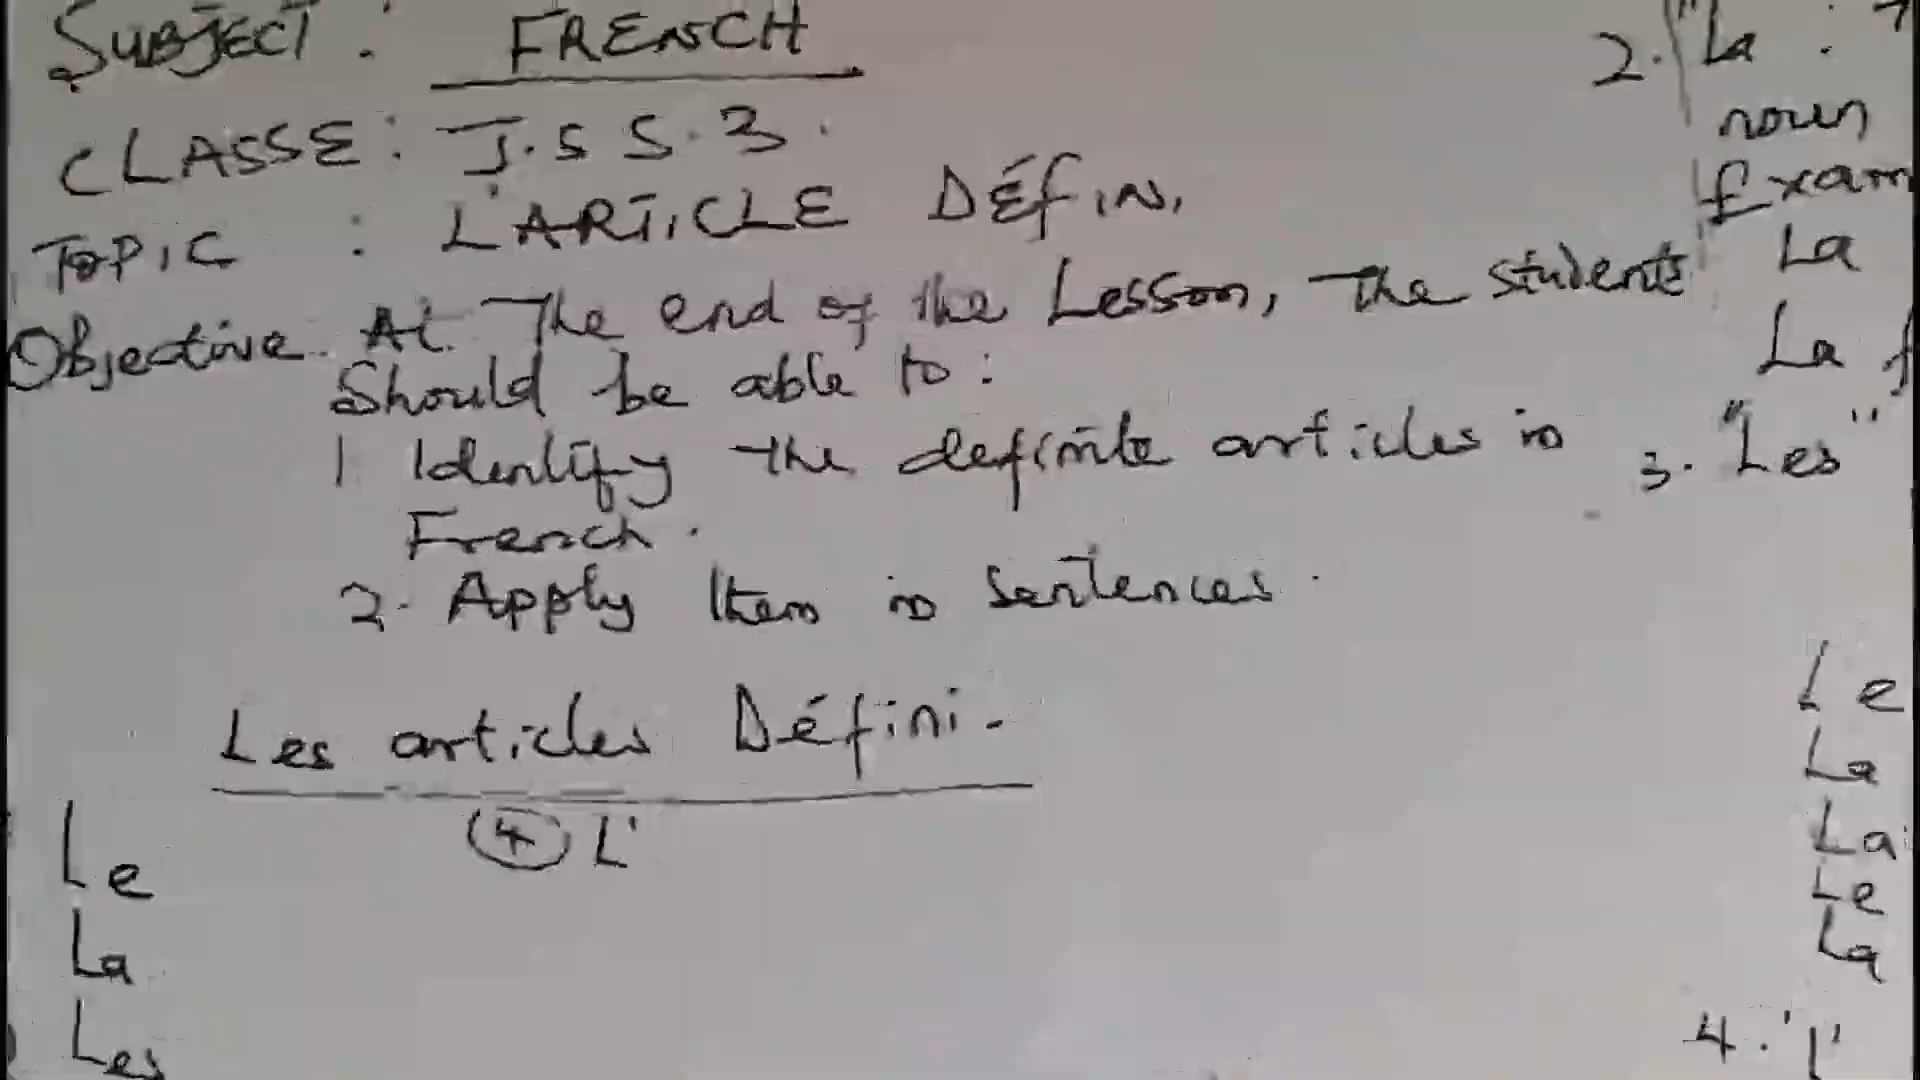 SUBJECT : FRENCH
CLASSE : J.S S.3.
TOPIC : L'ARTICLE DÉfiNi
Objective. At The end of the Lesson, The students
Should be able to :
1 Identify the definite articles in
French.
2. Apply them in Sentences.
Les articles Défini.
④ L'
Le
La
Les
2. "La :
noun
Exam
La
La f
3. "Les"
Le
La
La
Le
La
4. 'l'